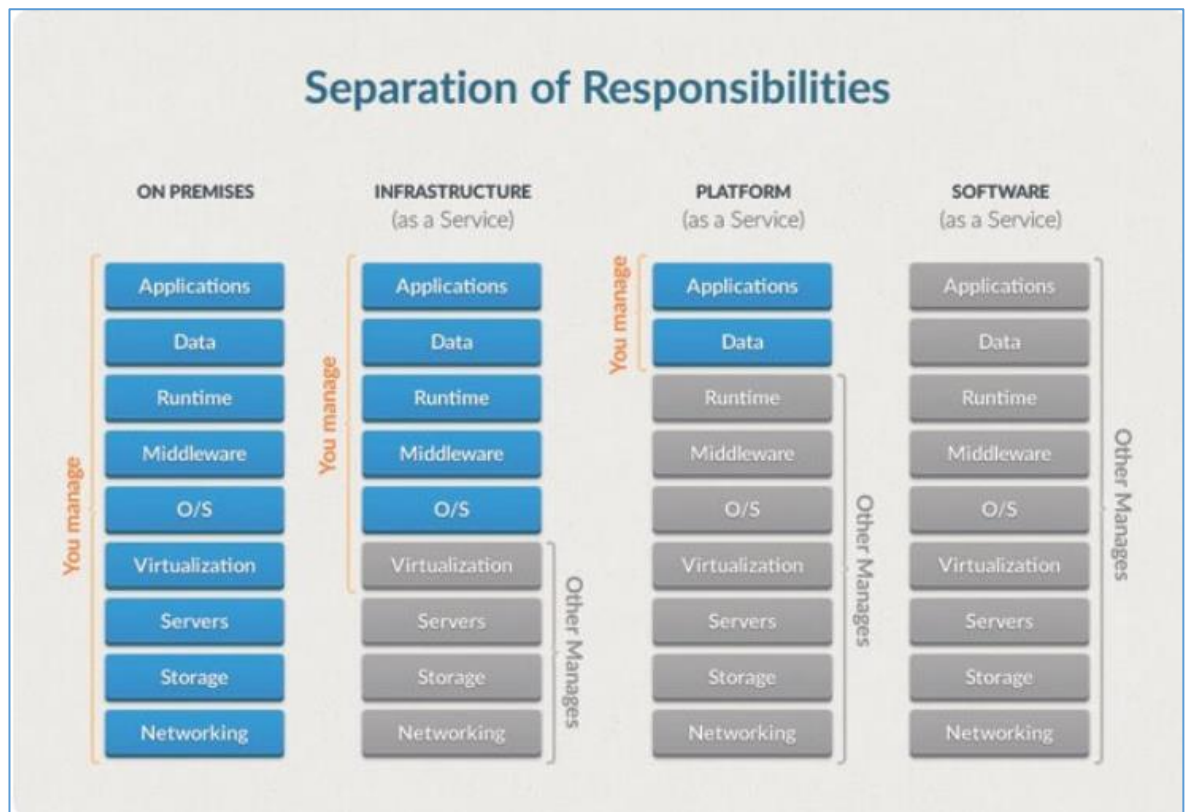 Separation of Responsibilities
ON PREMISES
You manage
Applications
Data
Runtime
Middleware
O/S
Virtualization
Servers
Storage
Networking
INFRASTRUCTURE
(as a Service)
You manage
Applications
Data
Runtime
Middleware
O/S
Virtualization
Servers
Storage
Networking
Other Manages
PLATFORM
(as a Service)
You manage
Applications
Data
Runtime
Middleware
O/S
Virtualization
Servers
Storage
Networking
Other Manages
SOFTWARE
(as a Service)
Applications
Data
Runtime
Middleware
O/S
Virtualization
Servers
Storage
Networking
Other Manages